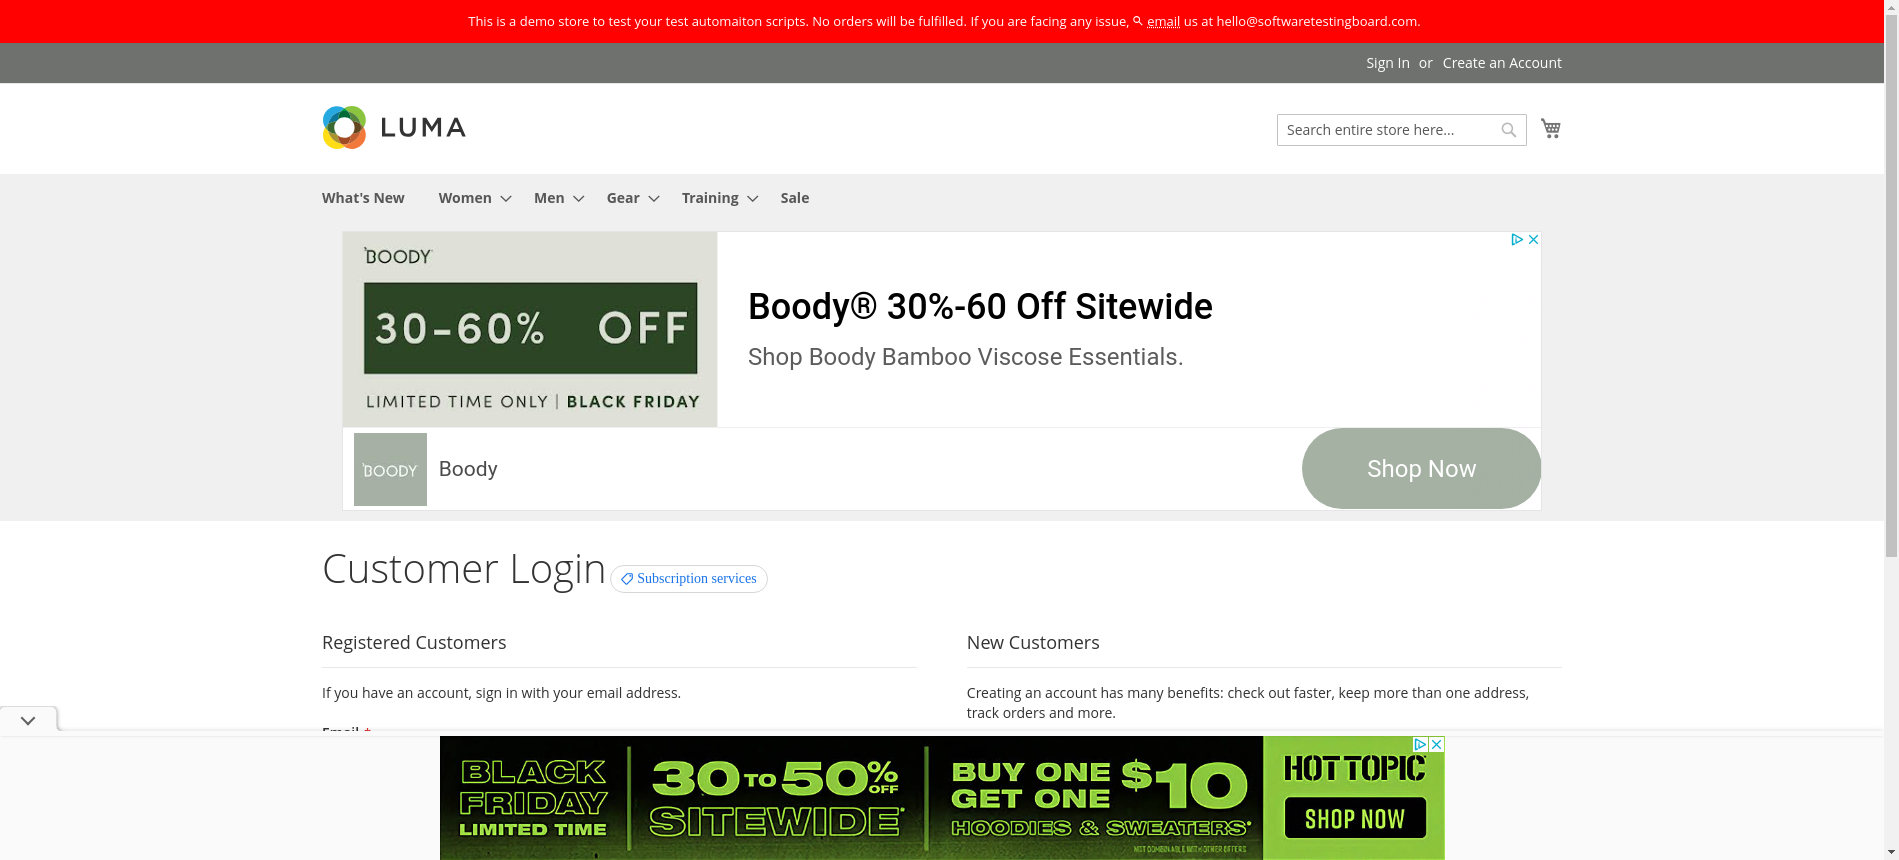 This is a demo store to test your test automaiton scripts. No orders will be fulfilled. If you are facing any issue, email us at hello@softwaretestingboard.com.
Sign In or Create an Account
LUMA
Search entire store here...
What's New Women Men Gear Training Sale
BOODY
30-60% OFF
LIMITED TIME ONLY | BLACK FRIDAY
Boody® 30%-60 Off Sitewide
Shop Boody Bamboo Viscose Essentials.
BOODY
Boody
Shop Now
Customer Login
Subscription services
Registered Customers
If you have an account, sign in with your email address.
Email *
New Customers
Creating an account has many benefits: check out faster, keep more than one address,
track orders and more.
BLACK
FRIDAY
LIMITED TIME
30 TO 50% OFF
SITEWIDE*
BUY ONE
GET ONE
$10
HOODIES & SWEATERS*
NOT COMBINABLE WITH OTHER OFFERS
HOT TOPIC
SHOP NOW